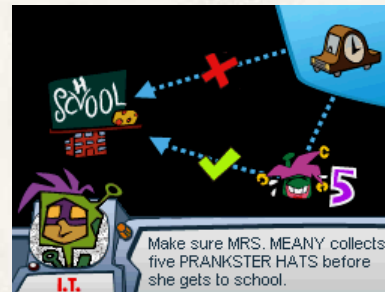 H
SCHOOL
5
I.T.
Make sure MRS. MEANY collects
five PRANKSTER HATS before
she gets to school.